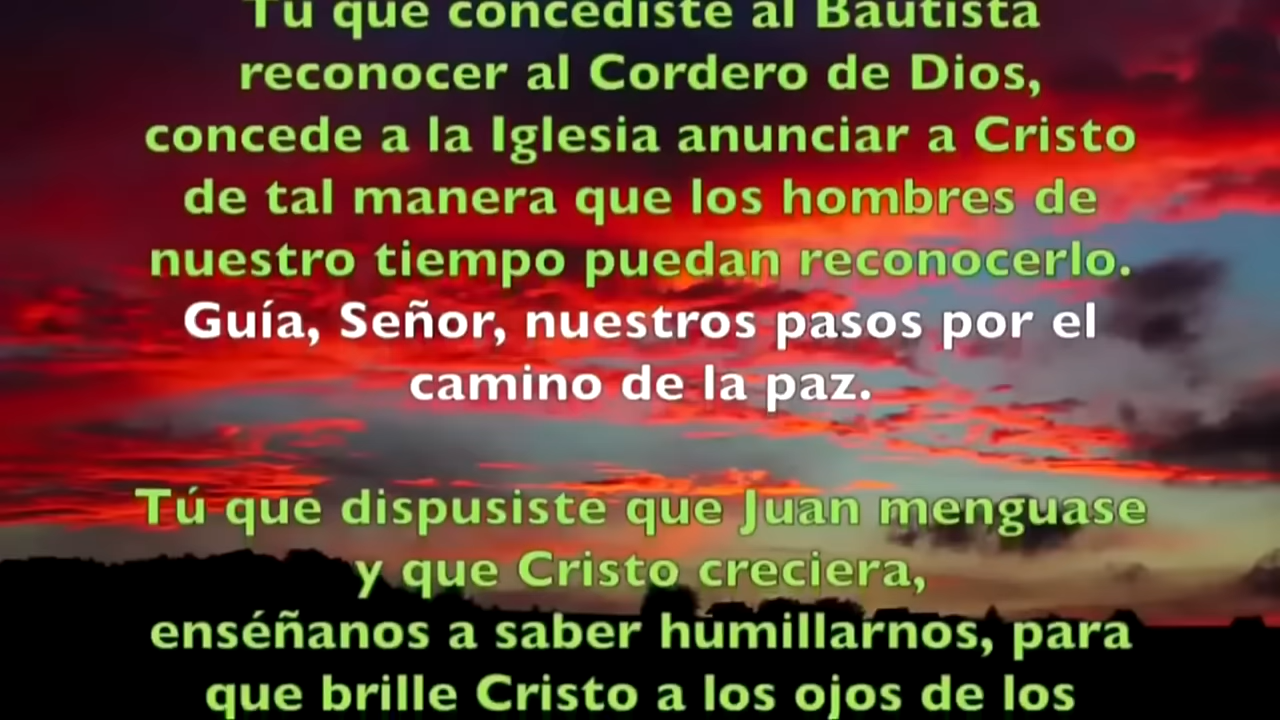 Tú que concediste al Bautista
reconocer al Cordero de Dios,
concede a la Iglesia anunciar a Cristo
de tal manera que los hombres de
nuestro tiempo puedan reconocerlo.
Guía, Señor, nuestros pasos por el
camino de la paz.
Tú que dispusiste que Juan menguase
y que Cristo creciera,
enséñanos a saber humillarnos, para
que brille Cristo a los ojos de los